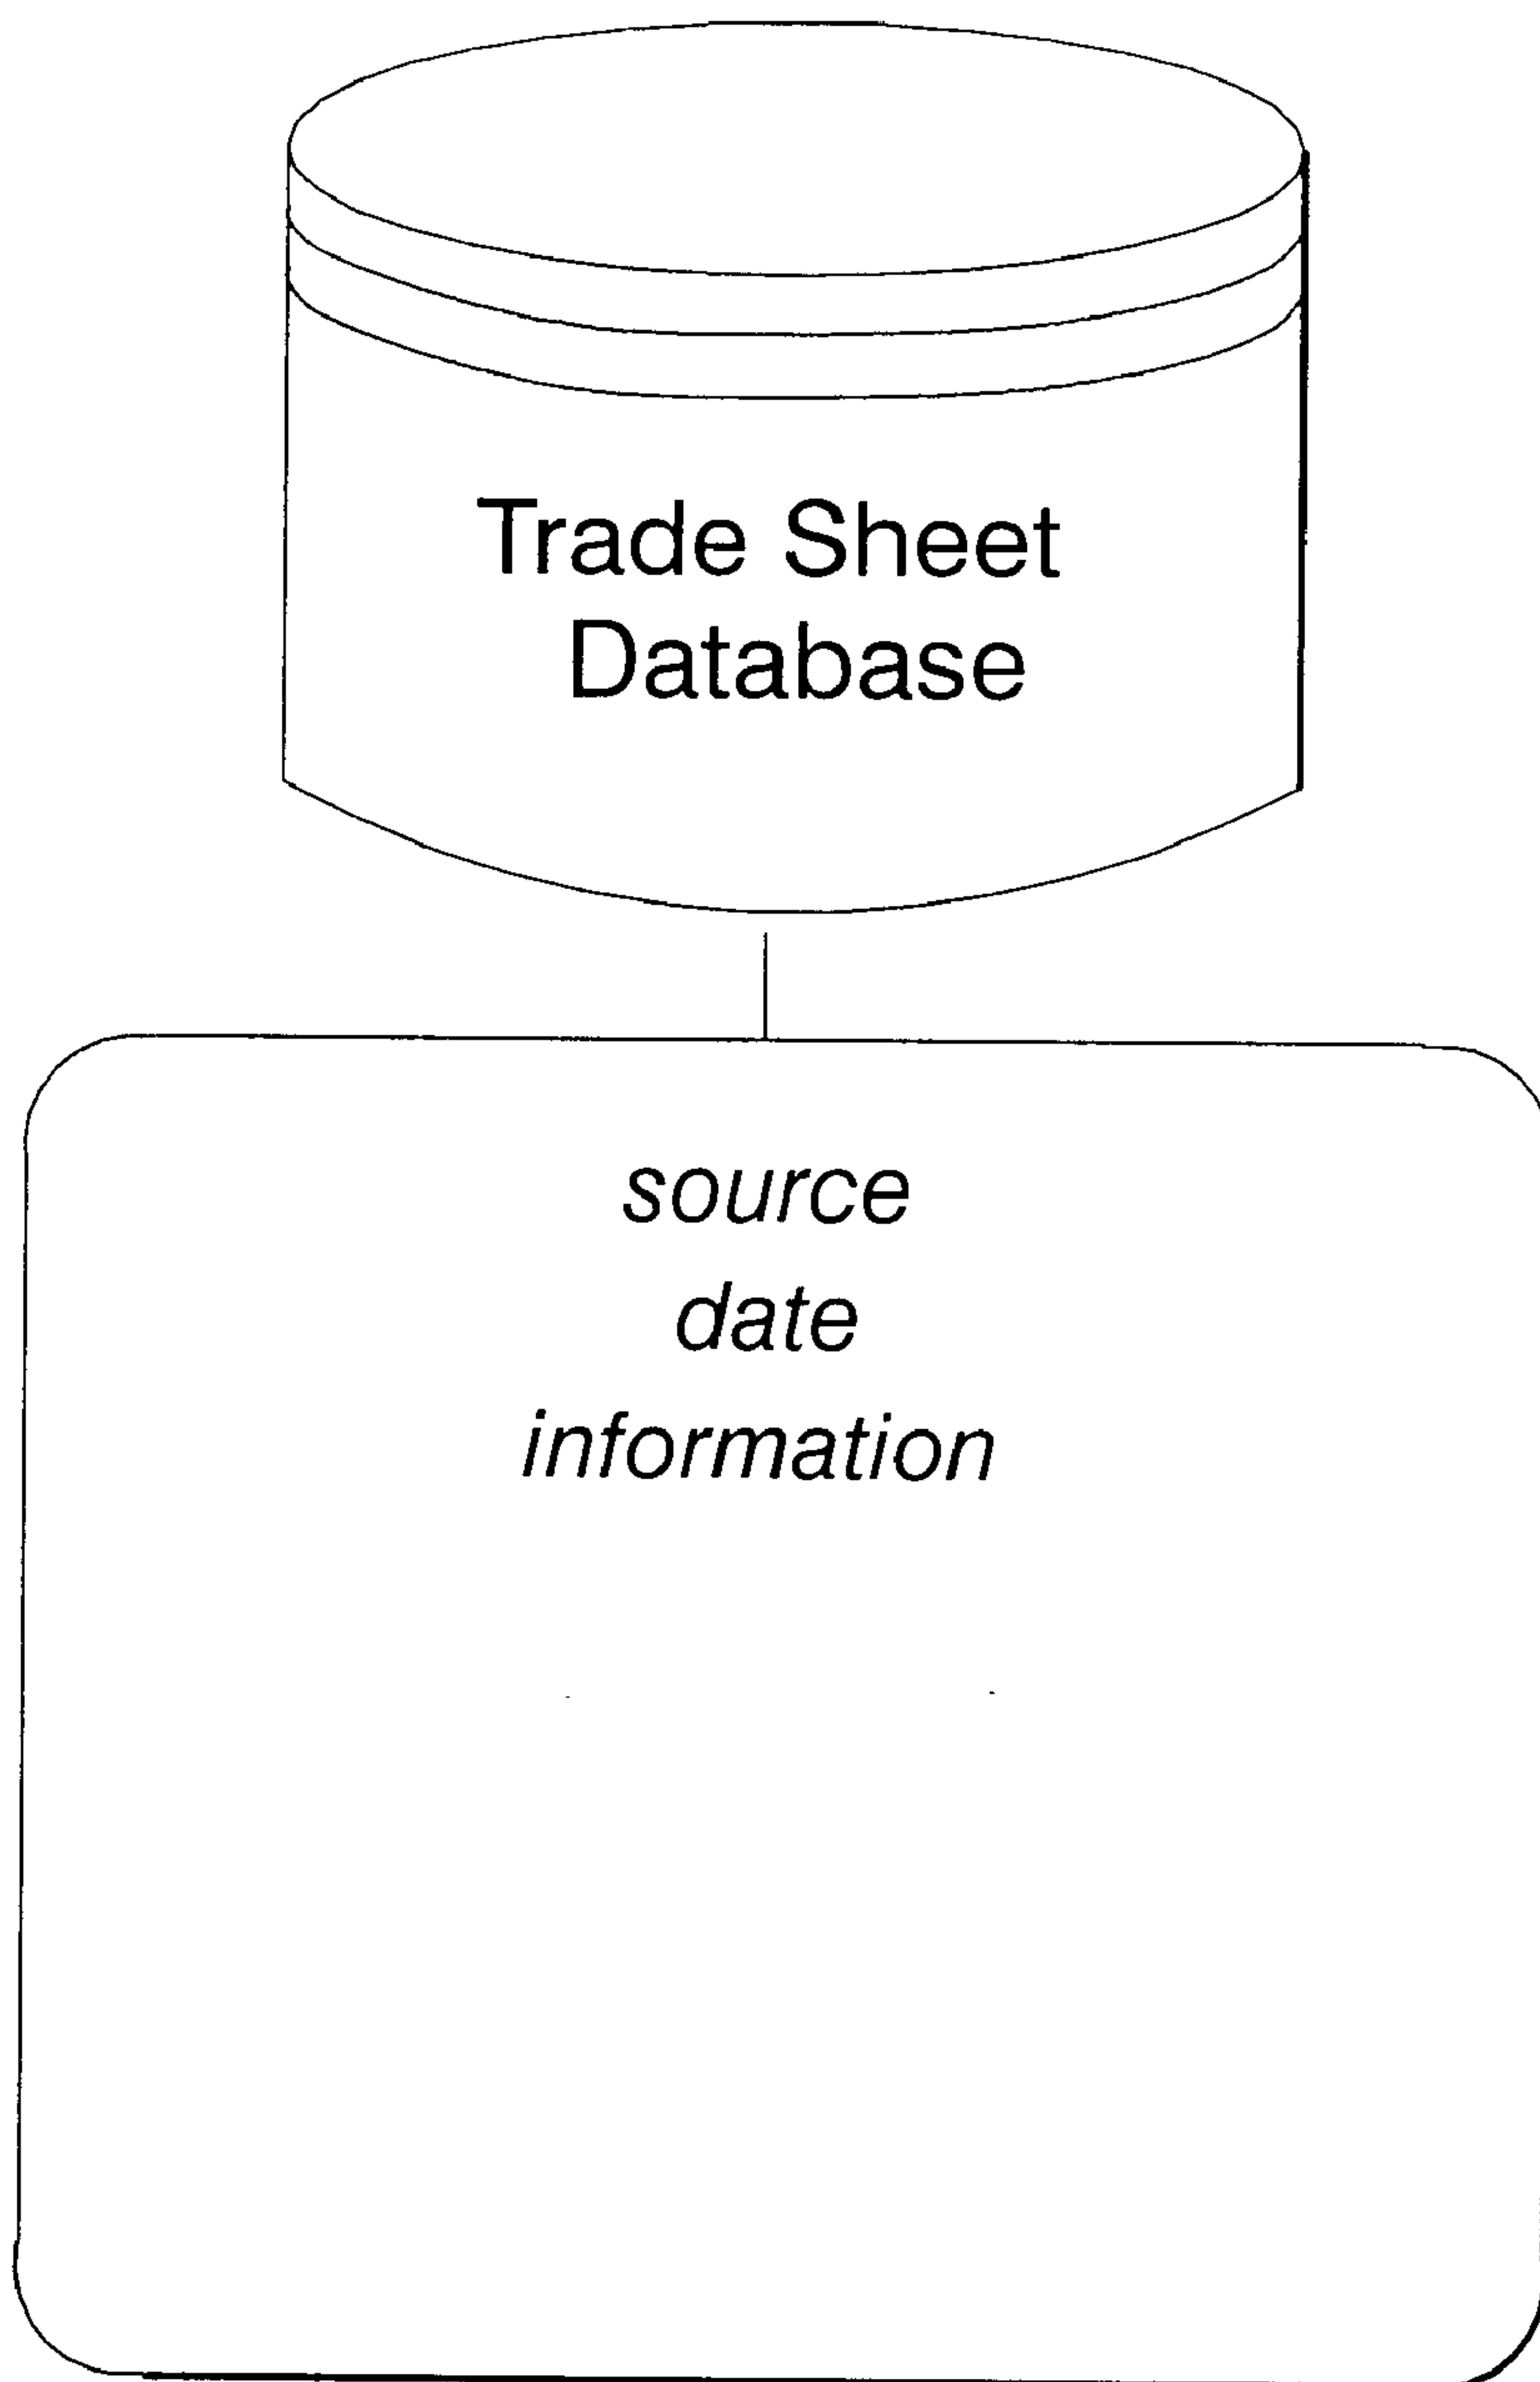 Trade Sheet
Database
source
date
information